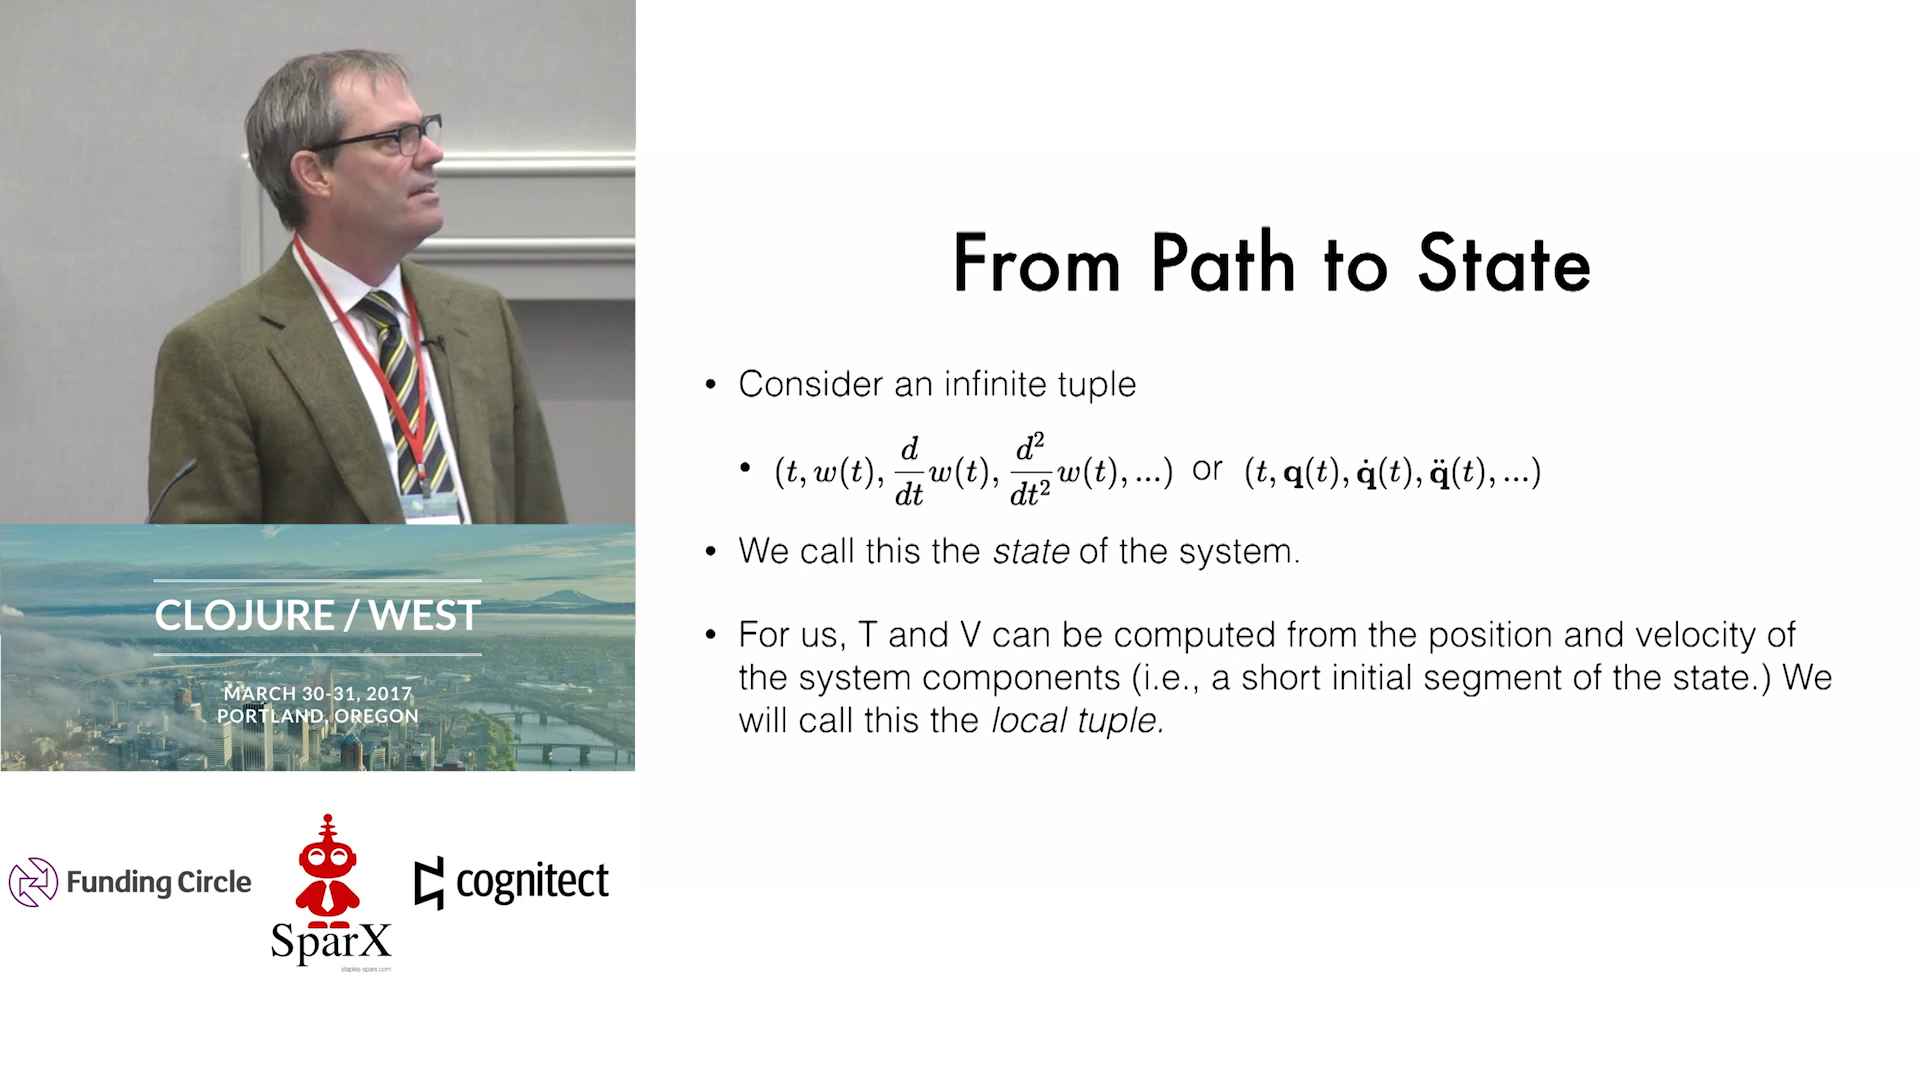 From Path to State
• Consider an infinite tuple
• (t, w(t), d/dt w(t), d²/dt² w(t), ...) or (t, q(t), q̇(t), q̈(t), ...)
• We call this the state of the system.
• For us, T and V can be computed from the position and velocity of
the system components (i.e., a short initial segment of the state.) We
will call this the local tuple.
CLOJURE / WEST
MARCH 30-31, 2017
PORTLAND, OREGON
Funding Circle
SparX
staples-sparx.com
cognitect